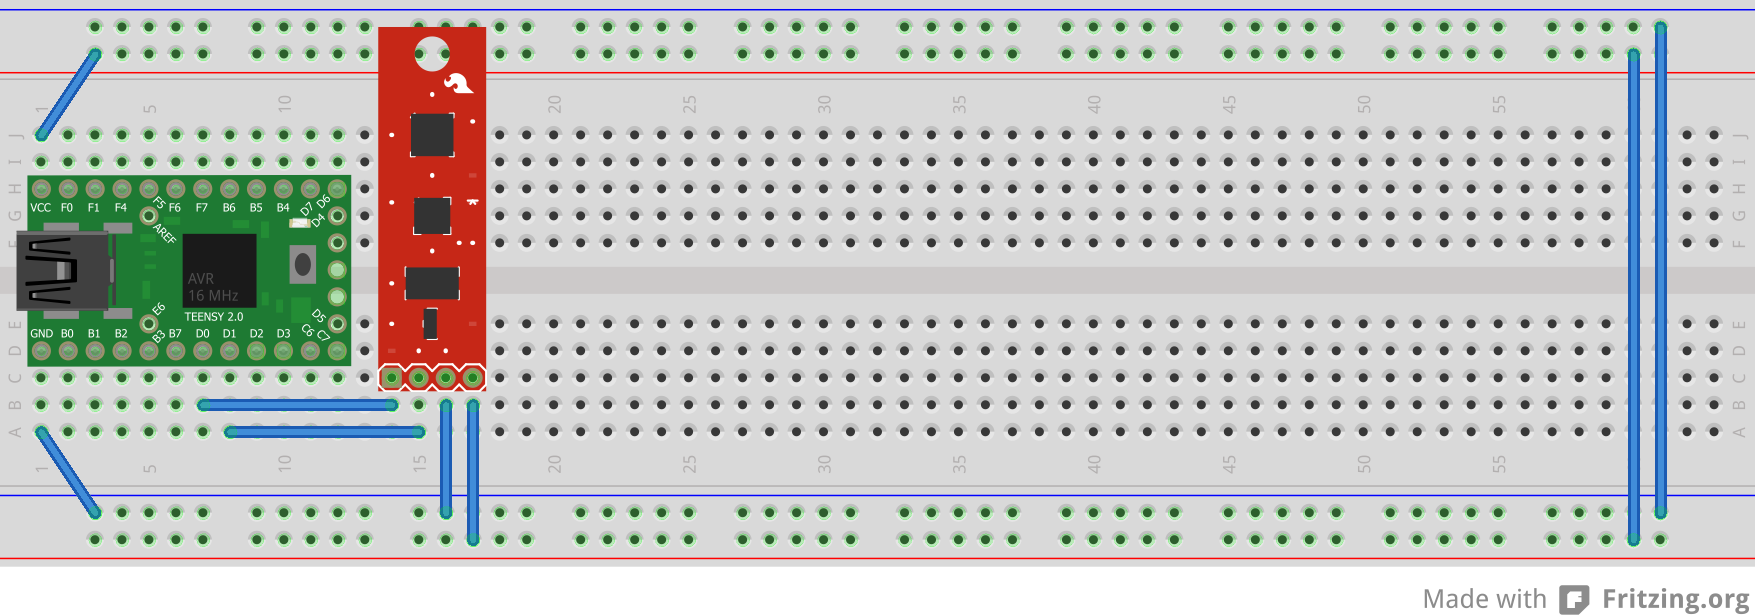 1 5 10 20 25 30 35 40 45 50 55
J J
I I
H H
G G
F F
VCC F0 F1 F4 F5 F6 F7 B6 B5 B4 D7 D6
AREF D4
AVR
16 MHz
TEENSY 2.0
E6 D5
GND B0 B1 B2 B3 B7 D0 D1 D2 D3 C6 C7
E E
D D
C C
B B
A A
1 5 10 15 20 25 30 35 40 45 50 55
Made with Fritzing.org